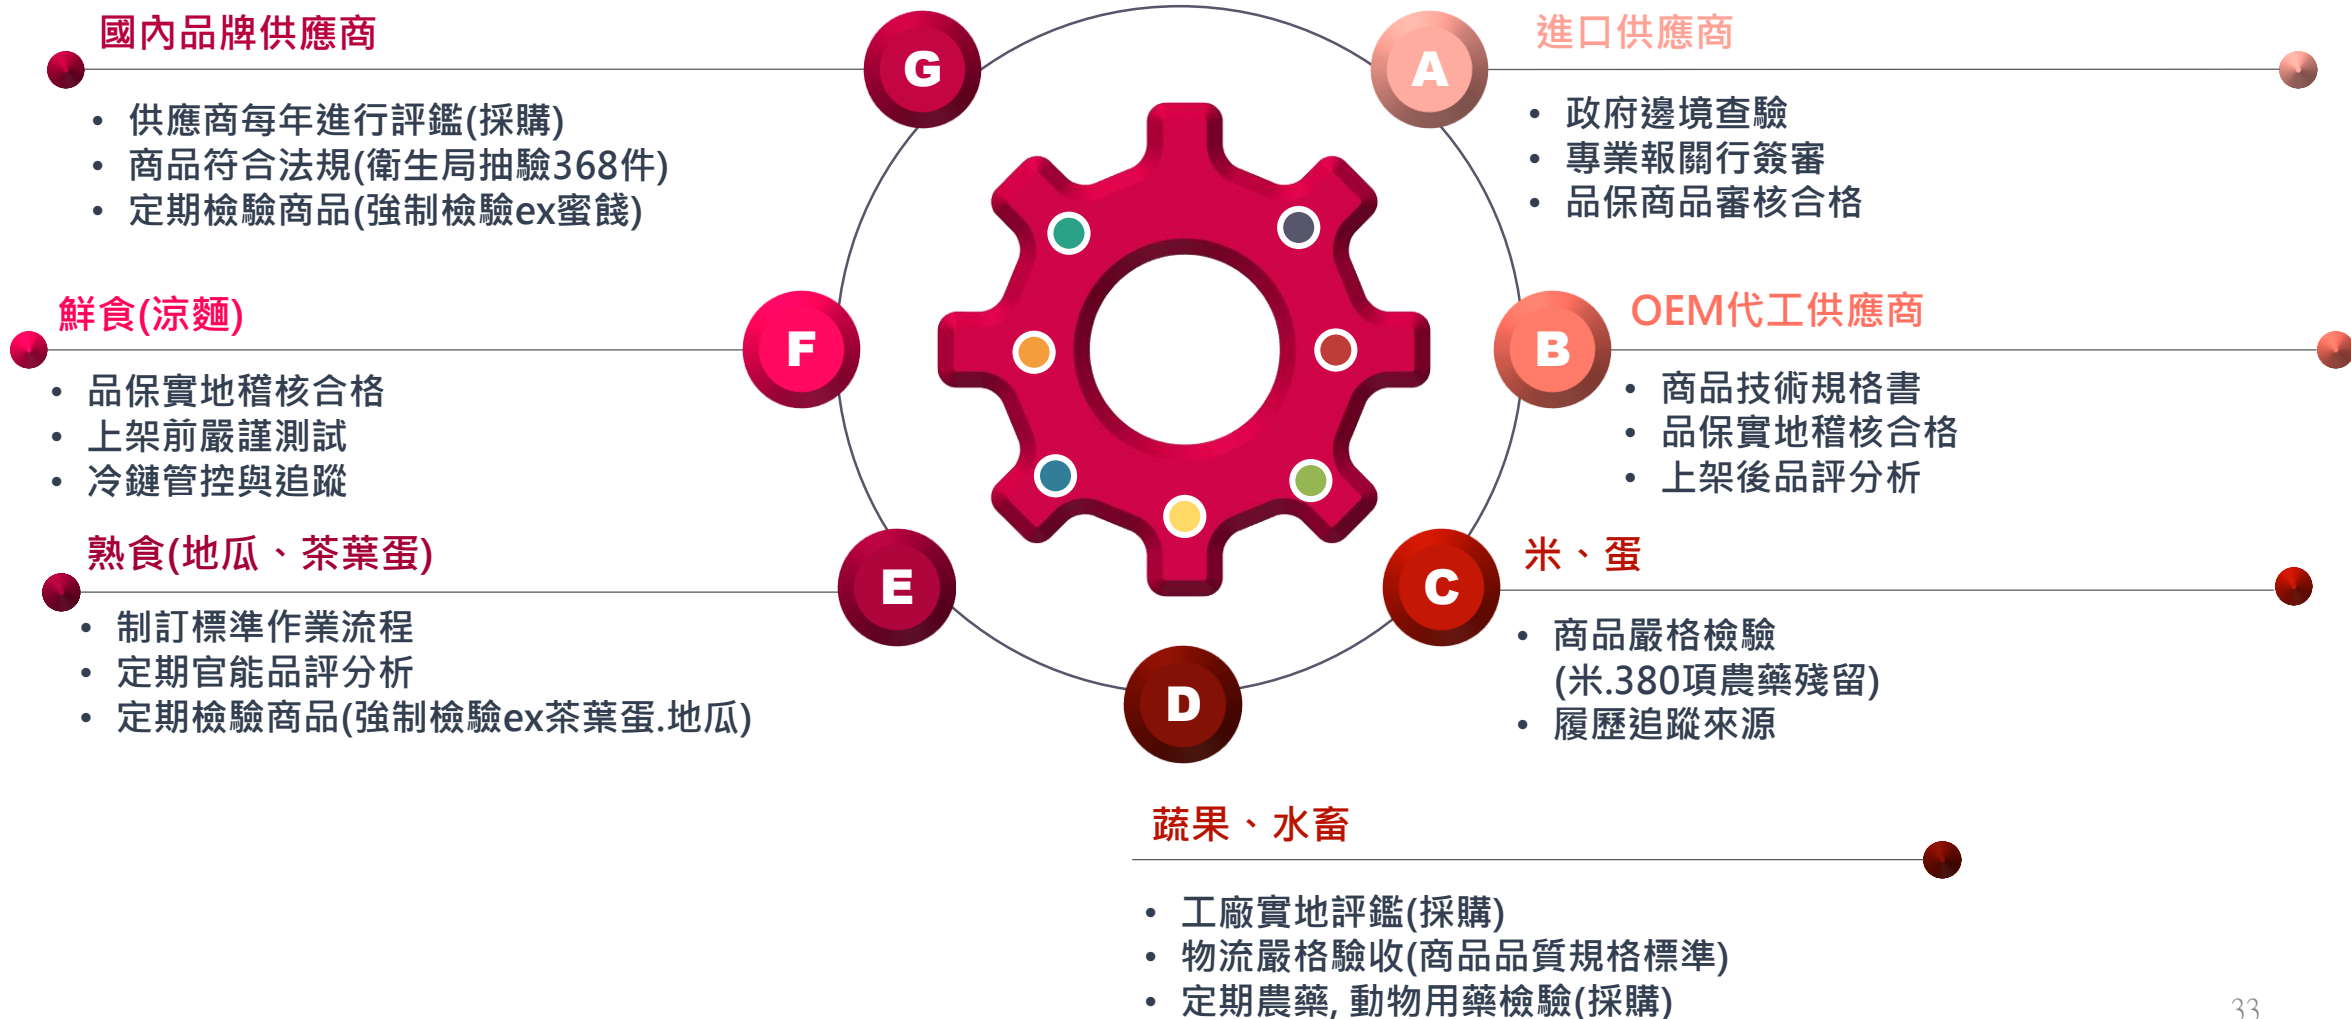 國內品牌供應商
G
• 供應商每年進行評鑑(採購)
• 商品符合法規(衛生局抽驗368件)
• 定期檢驗商品(強制檢驗ex蜜餞)
A
進口供應商
• 政府邊境查驗
• 專業報關行簽審
• 品保商品審核合格
鮮食(涼麵)
F
• 品保實地稽核合格
• 上架前嚴謹測試
• 冷鏈管控與追蹤
B
OEM代工供應商
• 商品技術規格書
• 品保實地稽核合格
• 上架後品評分析
熟食(地瓜、茶葉蛋)
E
• 制訂標準作業流程
• 定期官能品評分析
• 定期檢驗商品(強制檢驗ex茶葉蛋.地瓜)
C
米、蛋
• 商品嚴格檢驗
(米.380項農藥殘留)
• 履歷追蹤來源
D
蔬果、水畜
• 工廠實地評鑑(採購)
• 物流嚴格驗收(商品品質規格標準)
• 定期農藥, 動物用藥檢驗(採購)
33